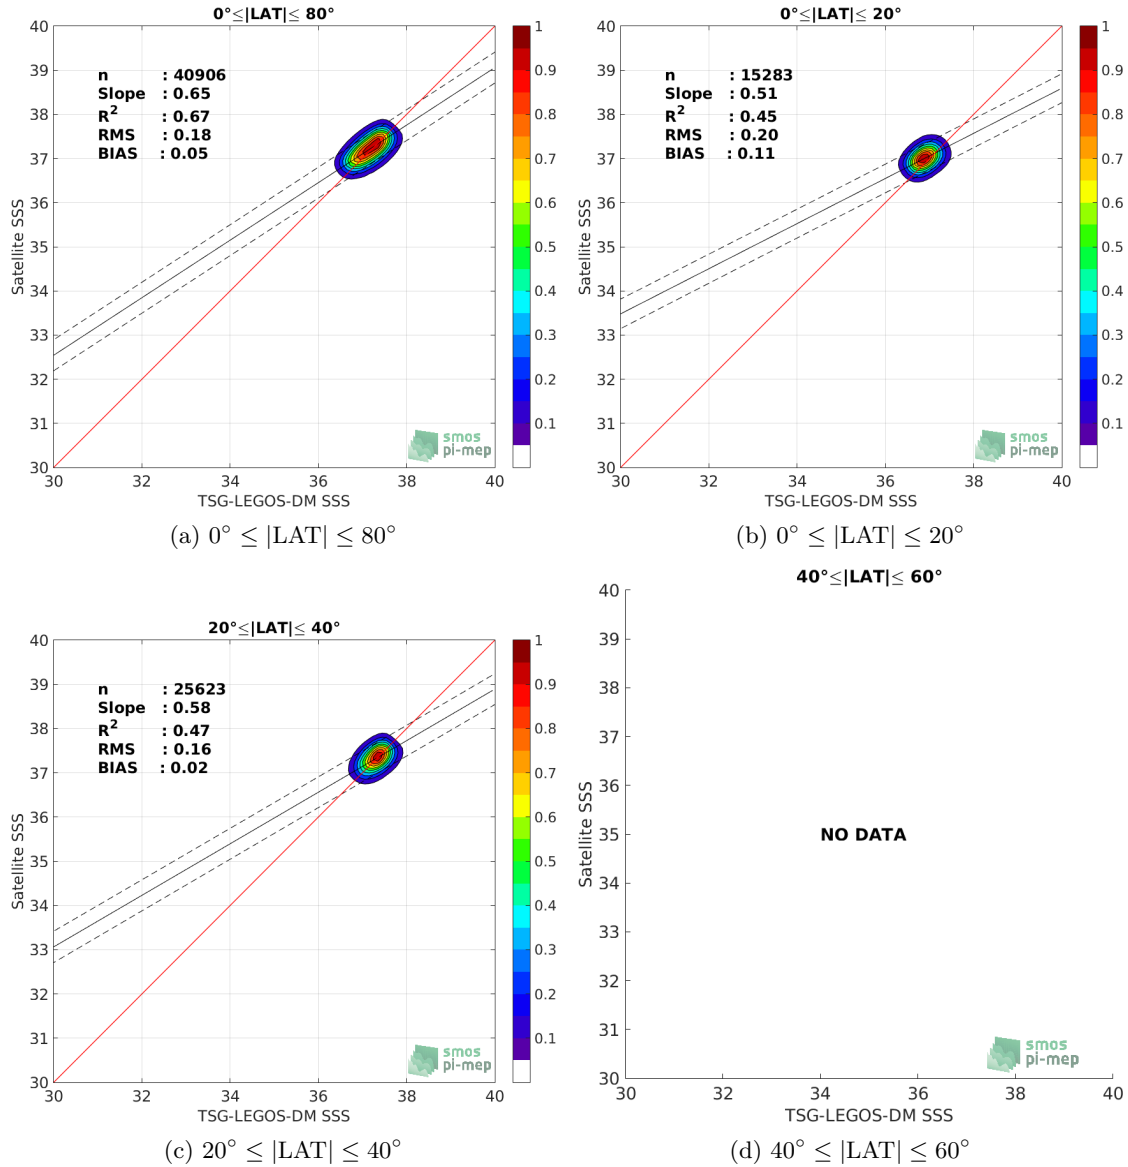 0°≤|LAT|≤ 80°
40
39
38
37
36
35
34
33
32
31
30
Satellite SSS
n : 40906
Slope : 0.65
R2 : 0.67
RMS : 0.18
BIAS : 0.05
smos
pi-mep
30 32 34 36 38 40
TSG-LEGOS-DM SSS
1
0.9
0.8
0.7
0.6
0.5
0.4
0.3
0.2
0.1
(a) 0° ≤ |LAT| ≤ 80°
0°≤|LAT|≤ 20°
40
39
38
37
36
35
34
33
32
31
30
Satellite SSS
n : 15283
Slope : 0.51
R2 : 0.45
RMS : 0.20
BIAS : 0.11
smos
pi-mep
30 32 34 36 38 40
TSG-LEGOS-DM SSS
1
0.9
0.8
0.7
0.6
0.5
0.4
0.3
0.2
0.1
(b) 0° ≤ |LAT| ≤ 20°
20°≤|LAT|≤ 40°
40
39
38
37
36
35
34
33
32
31
30
Satellite SSS
n : 25623
Slope : 0.58
R2 : 0.47
RMS : 0.16
BIAS : 0.02
smos
pi-mep
30 32 34 36 38 40
TSG-LEGOS-DM SSS
1
0.9
0.8
0.7
0.6
0.5
0.4
0.3
0.2
0.1
(c) 20° ≤ |LAT| ≤ 40°
40°≤|LAT|≤ 60°
40
39
38
37
36
35
34
33
32
31
30
Satellite SSS
NO DATA
smos
pi-mep
30 32 34 36 38 40
TSG-LEGOS-DM SSS
(d) 40° ≤ |LAT| ≤ 60°